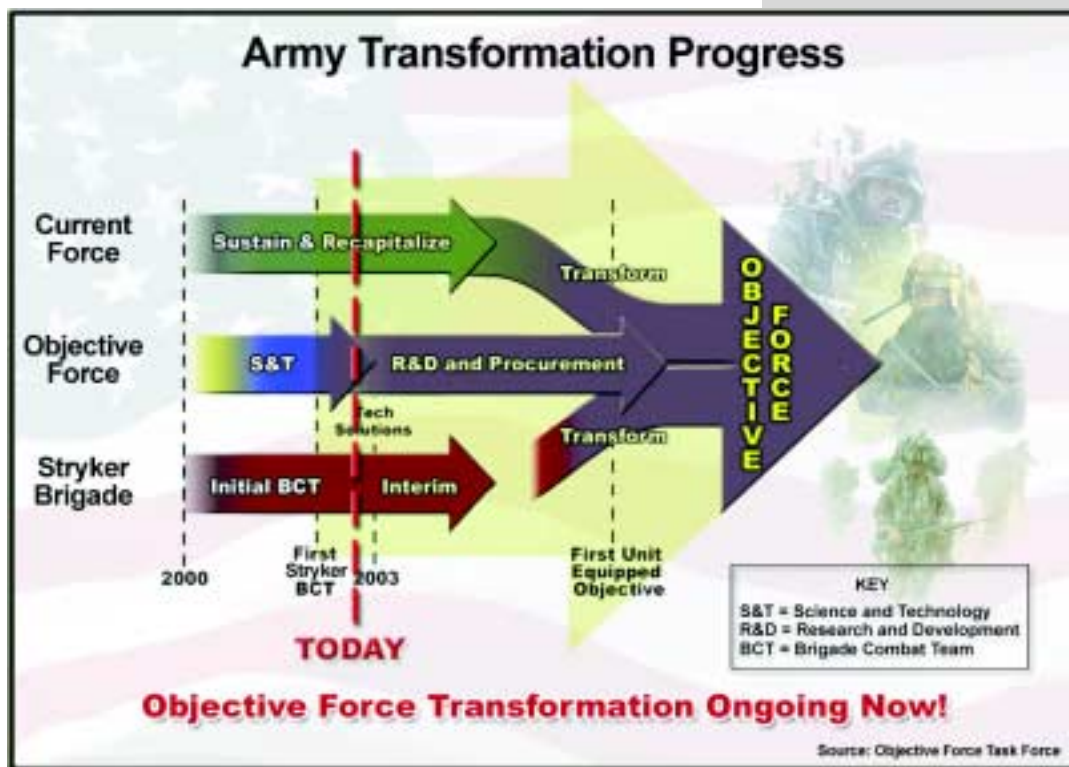 Army Transformation Progress
Current
Force
Sustain & Recapitalize
Transform
Objective
Force
S&T
R&D and Procurement
Tech
Solutions
Transform
Stryker
Brigade
Initial BCT
Interim
OBJECTIVE
FORCE
2000
First
Stryker
BCT
2003
First Unit
Equipped
Objective
TODAY
KEY
S&T = Science and Technology
R&D = Research and Development
BCT = Brigade Combat Team
Objective Force Transformation Ongoing Now!
Source: Objective Force Task Force